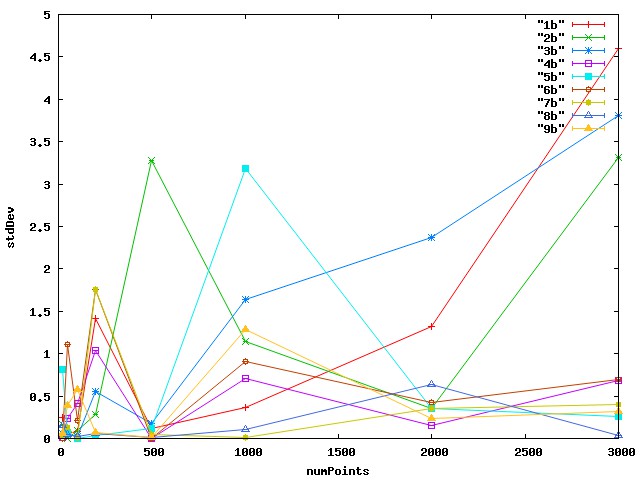 5
4.5
4
3.5
3
2.5
2
1.5
1
0.5
0
0 500 1000 1500 2000 2500 3000
stdDev
numPoints
"1b"
"2b"
"3b"
"4b"
"5b"
"6b"
"7b"
"8b"
"9b"